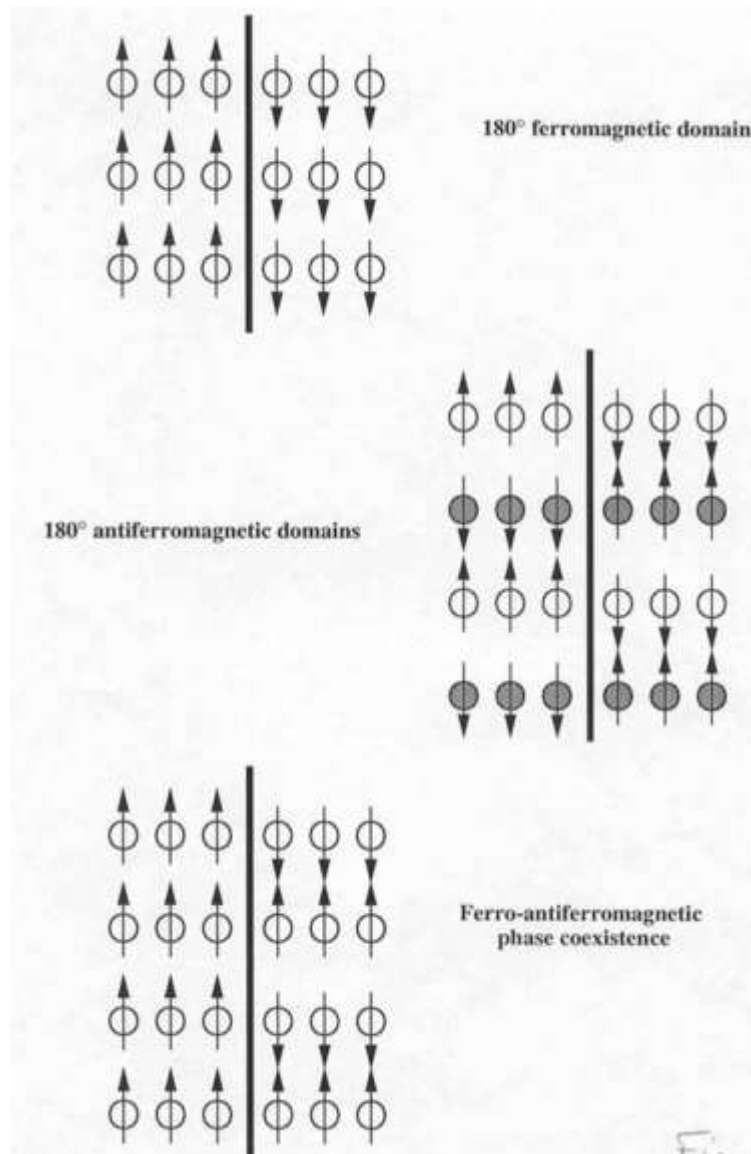 180° ferromagnetic domain
180° antiferromagnetic domains
Ferro-antiferromagnetic
phase coexistence